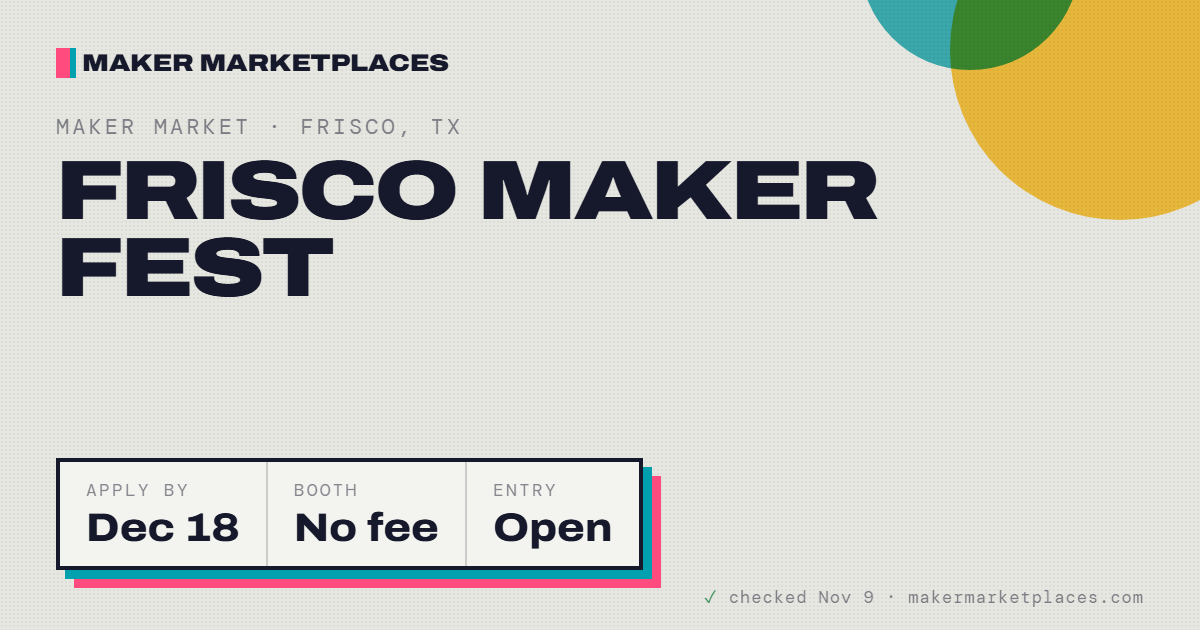 MAKER MARKETPLACES
MAKER MARKET · FRISCO, TX
FRISCO MAKER
FEST
APPLY BY
Dec 18
BOOTH
No fee
ENTRY
Open
✓ checked Nov 9 · makermarketplaces.com